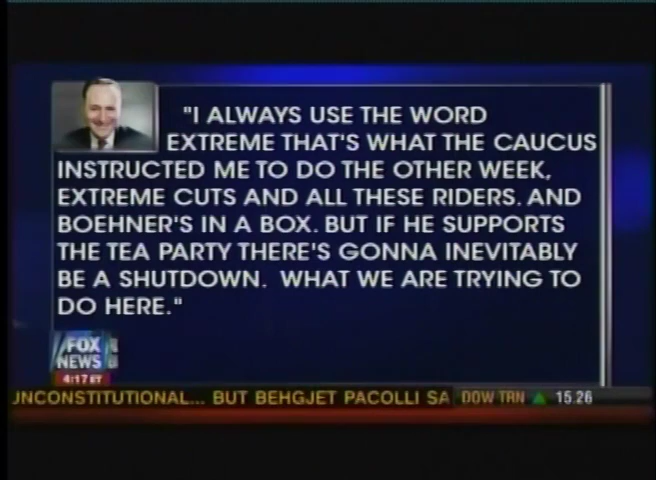 "I ALWAYS USE THE WORD
EXTREME THAT'S WHAT THE CAUCUS
INSTRUCTED ME TO DO THE OTHER WEEK,
EXTREME CUTS AND ALL THESE RIDERS. AND
BOEHNER'S IN A BOX. BUT IF HE SUPPORTS
THE TEA PARTY THERE'S GONNA INEVITABLY
BE A SHUTDOWN. WHAT WE ARE TRYING TO
DO HERE."
FOX
NEWS
4:17 ET
UNCONSTITUTIONAL... BUT BEHGJET PACOLLI SA DOW TRN ▲ 15.26